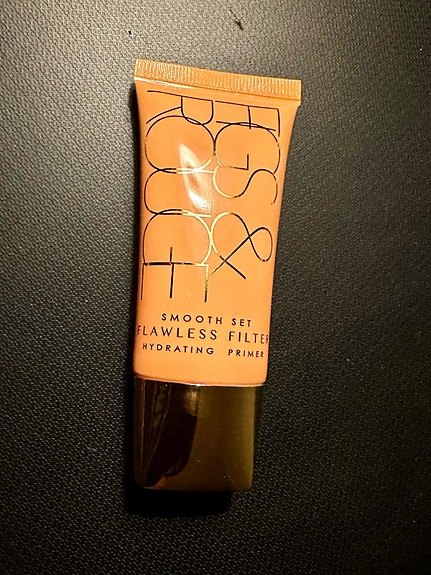 FIGS &
ROUGE
SMOOTH SET
FLAWLESS FILTER
HYDRATING PRIMER